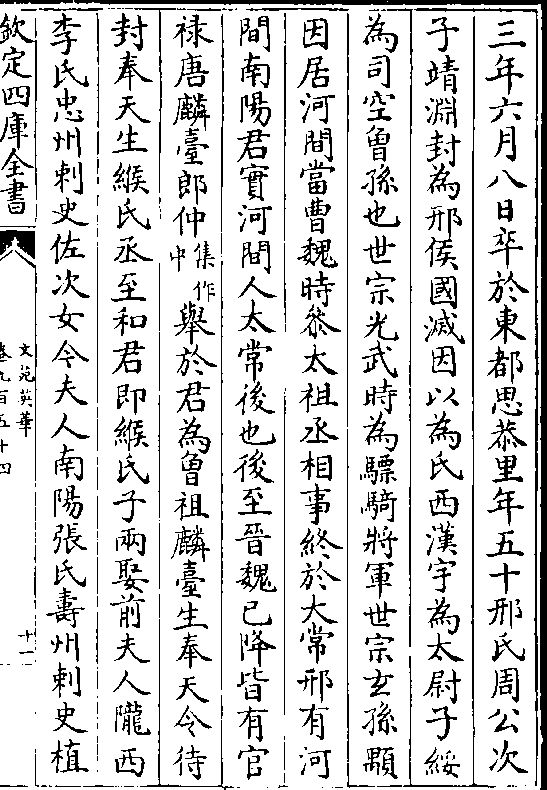 三年六月八日卒於東都思恭里年五十邢氏周公次
子靖淵封為邢侯國滅因以為氏西漢宇為太尉子綏
為司空曾孫也世宗光武時為驃騎將軍世宗玄孫顒
因居河間當曹魏時叅太祖丞相事終於太常邢有河
間南陽君實河間人太常後也後至晉魏已降皆有官
禄唐麟臺郎仲集作中舉於君為曾祖麟臺生奉天令待
封奉天生緱氏丞至和君即緱氏子兩娶前夫人隴西
李氏忠州刺史佐次女今夫人南陽張氏壽州刺史植
欽定四庫全書
文苑英華
卷九百五十四
十一